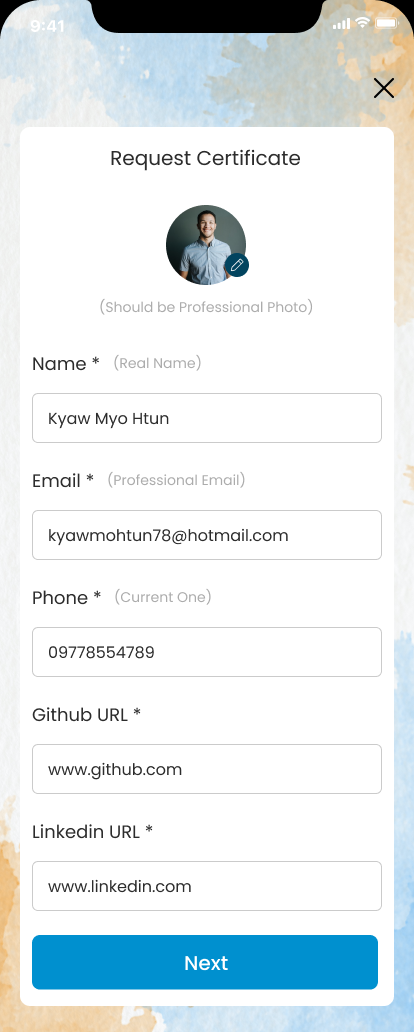 9:41
Request Certificate
(Should be Professional Photo)
Name * (Real Name)
Kyaw Myo Htun
Email * (Professional Email)
kyawmohtun78@hotmail.com
Phone * (Current One)
09778554789
Github URL *
www.github.com
Linkedin URL *
www.linkedin.com
Next